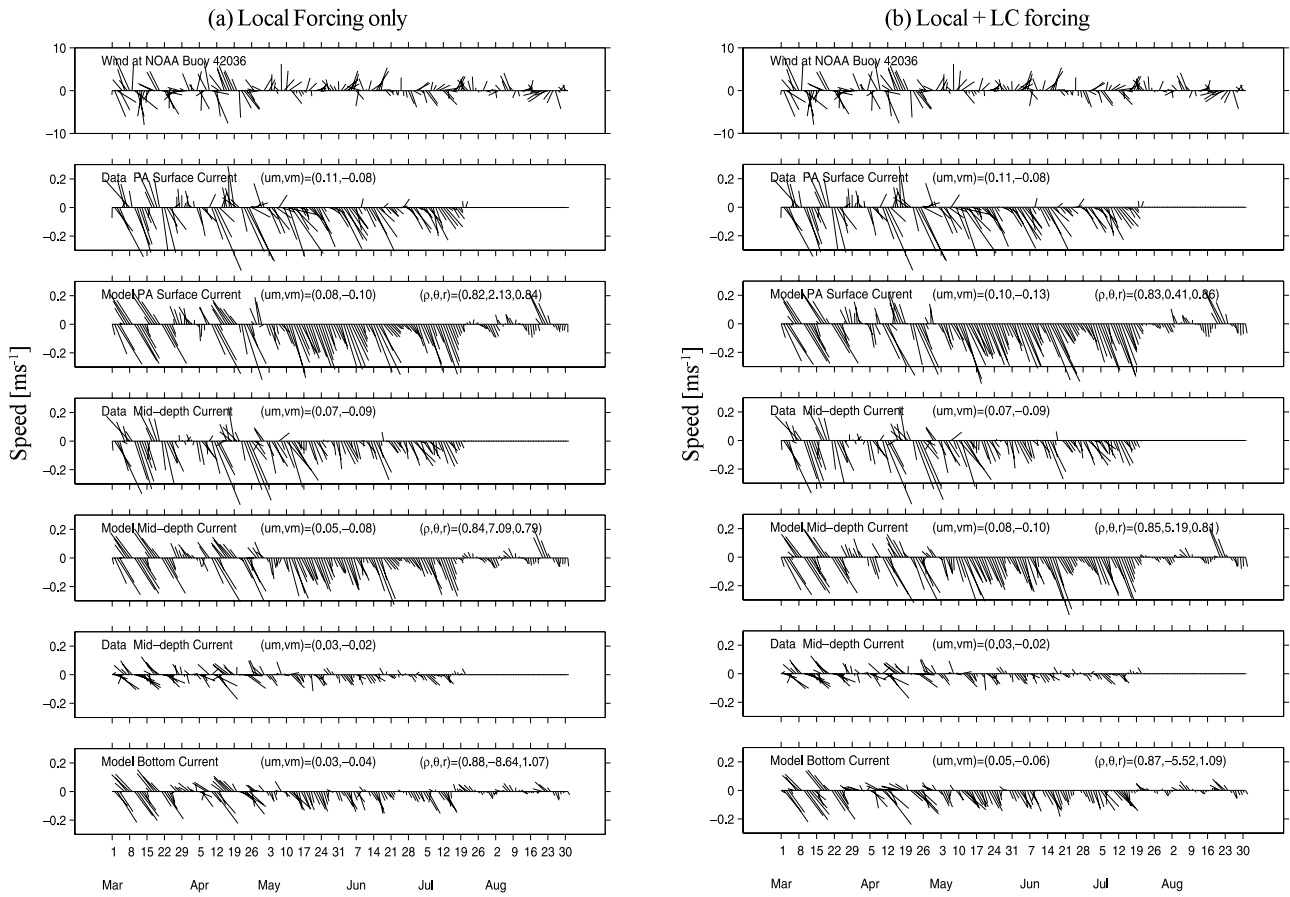 (a) Local Forcing only
10
0
−10
Wind at NOAA Buoy 42036
0.2
0
−0.2
Data PA Surface Current (um,vm)=(0.11,−0.08)
0.2
0
−0.2
Model PA Surface Current (um,vm)=(0.08,−0.10) (ρ,θ,r)=(0.82,2.13,0.84)
Speed [ms-1]
0.2
0
−0.2
Data Mid−depth Current (um,vm)=(0.07,−0.09)
0.2
0
−0.2
Model Mid−depth Current (um,vm)=(0.05,−0.08) (ρ,θ,r)=(0.84,7.09,0.79)
0.2
0
−0.2
Data Mid−depth Current (um,vm)=(0.03,−0.02)
0.2
0
−0.2
Model Bottom Current (um,vm)=(0.03,−0.04) (ρ,θ,r)=(0.88,−8.64,1.07)
1 8 15 22 29 5 12 19 26 3 10 17 24 31 7 14 21 28 5 12 19 26 2 9 16 23 30
Mar Apr May Jun Jul Aug
(b) Local + LC forcing
10
0
−10
Wind at NOAA Buoy 42036
0.2
0
−0.2
Data PA Surface Current (um,vm)=(0.11,−0.08)
0.2
0
−0.2
Model PA Surface Current (um,vm)=(0.10,−0.13) (ρ,θ,r)=(0.83,0.41,0.86)
Speed [ms-1]
0.2
0
−0.2
Data Mid−depth Current (um,vm)=(0.07,−0.09)
0.2
0
−0.2
Model Mid−depth Current (um,vm)=(0.08,−0.10) (ρ,θ,r)=(0.85,5.19,0.81)
0.2
0
−0.2
Data Mid−depth Current (um,vm)=(0.03,−0.02)
0.2
0
−0.2
Model Bottom Current (um,vm)=(0.05,−0.06) (ρ,θ,r)=(0.87,−5.52,1.09)
1 8 15 22 29 5 12 19 26 3 10 17 24 31 7 14 21 28 5 12 19 26 2 9 16 23 30
Mar Apr May Jun Jul Aug